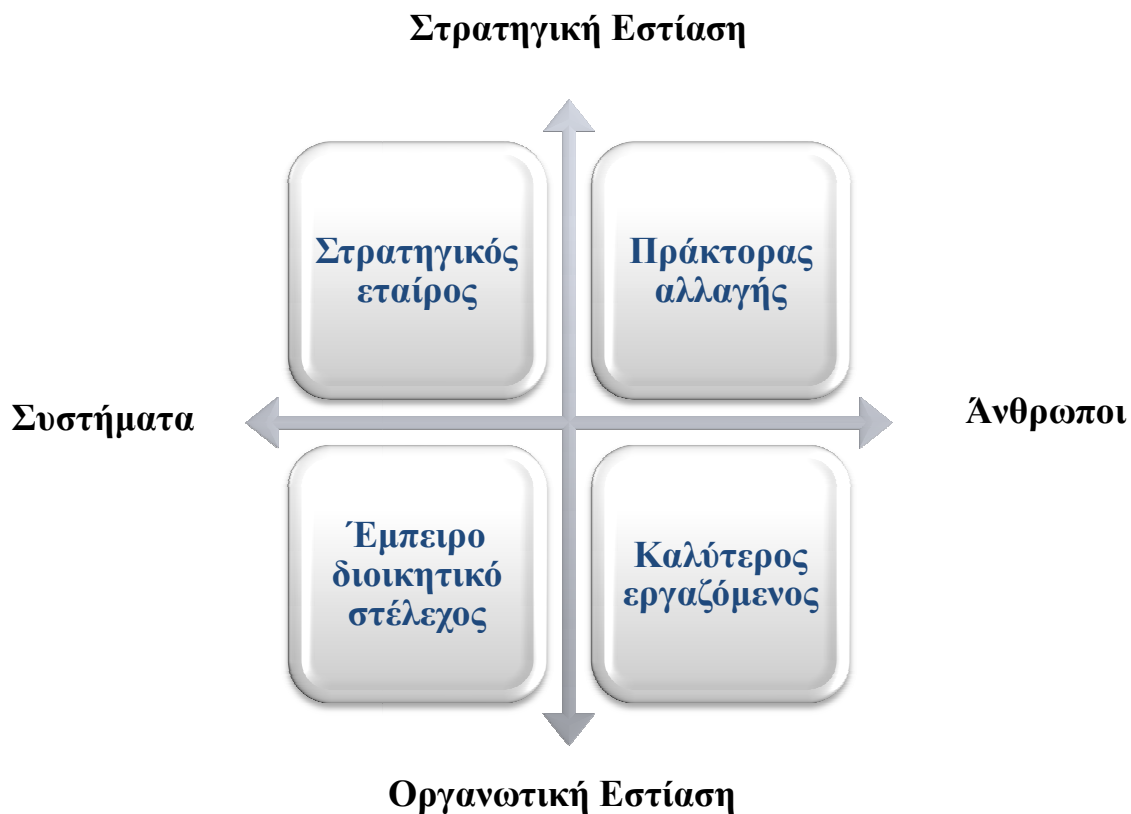 Στρατηγική Εστίαση
Στρατηγικός
εταίρος
Πράκτορας
αλλαγής
Συστήματα
Άνθρωποι
Έμπειρο
διοικητικό
στέλεχος
Καλύτερος
εργαζόμενος
Οργανωτική Εστίαση